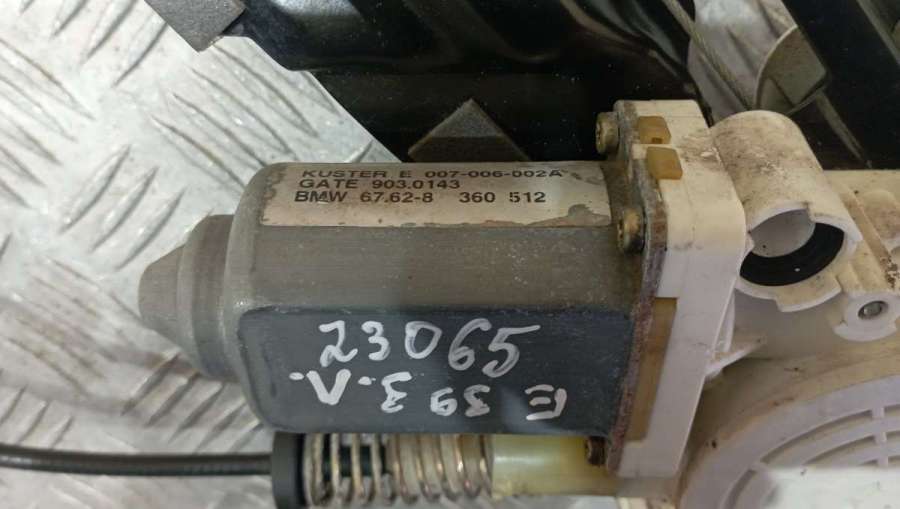 KUSTER E 007-006-002A
GATE 903.0143
BMW 67.62-8 360 512
23065
E 39 3.V.